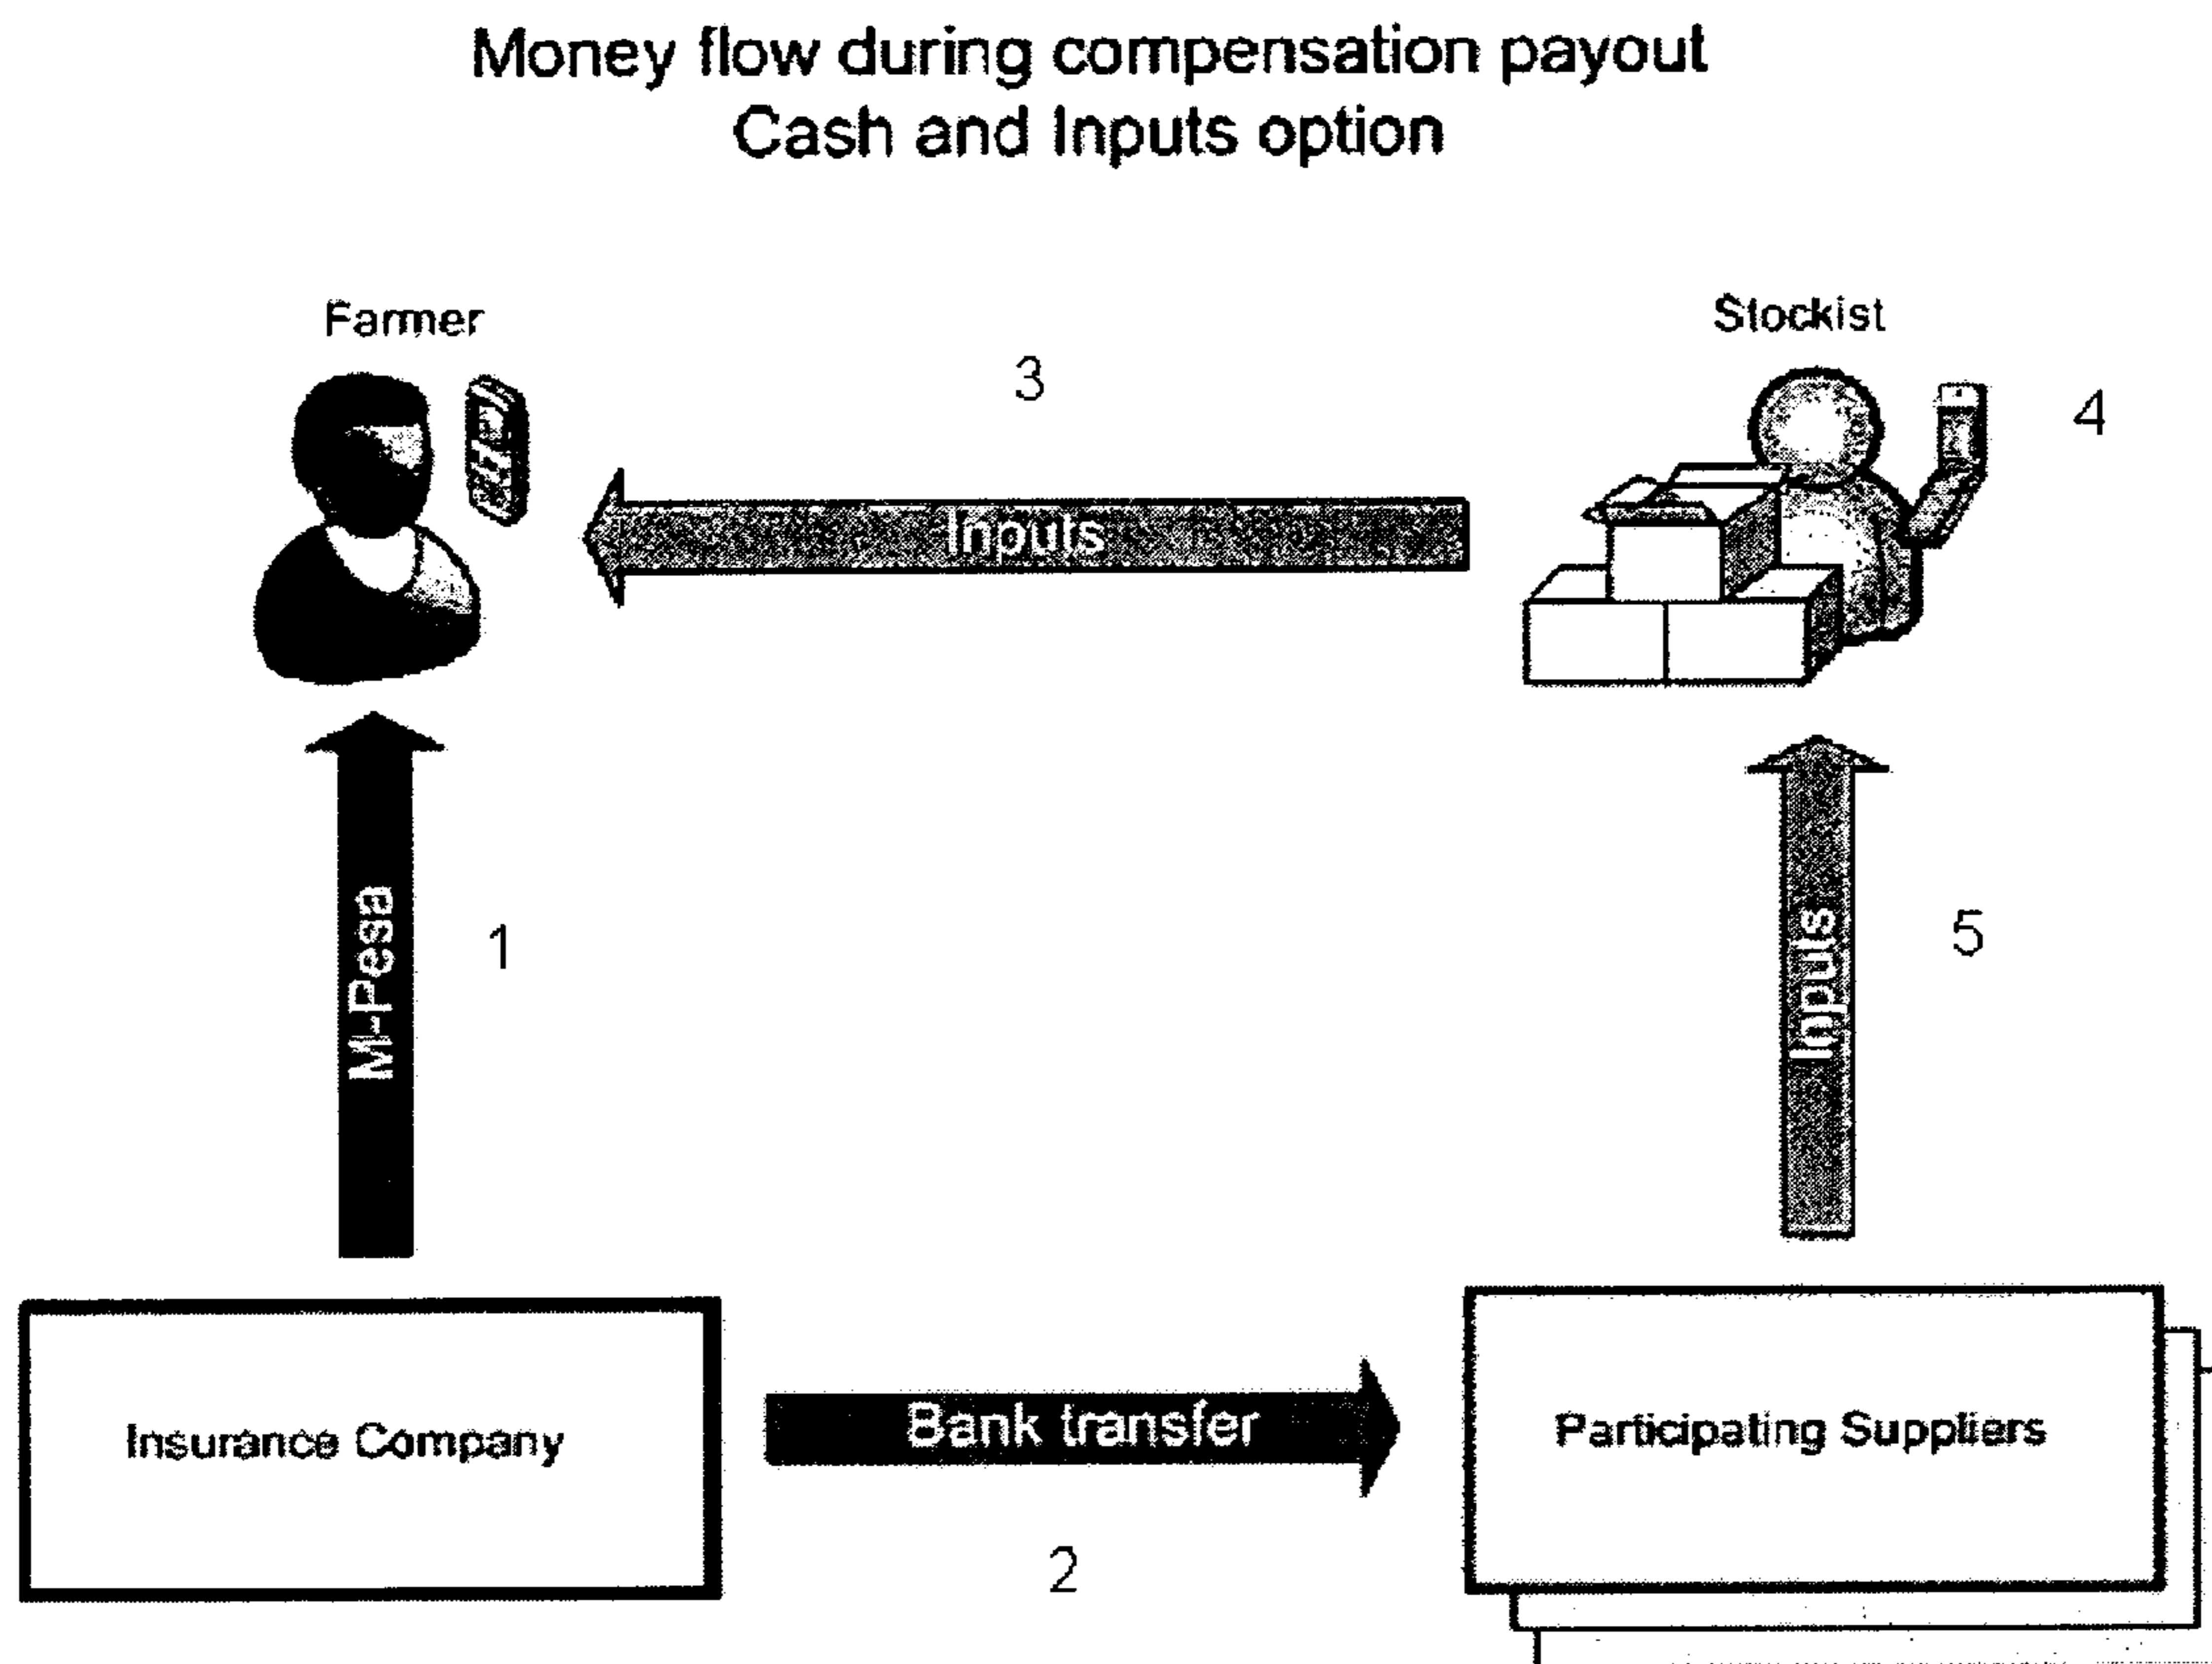 Money flow during compensation payout
Cash and Inputs option
Farmer
Stockist
3
4
Inputs
M-Pesa
1
Inputs
5
Insurance Company
Bank transfer
Participating Suppliers
2